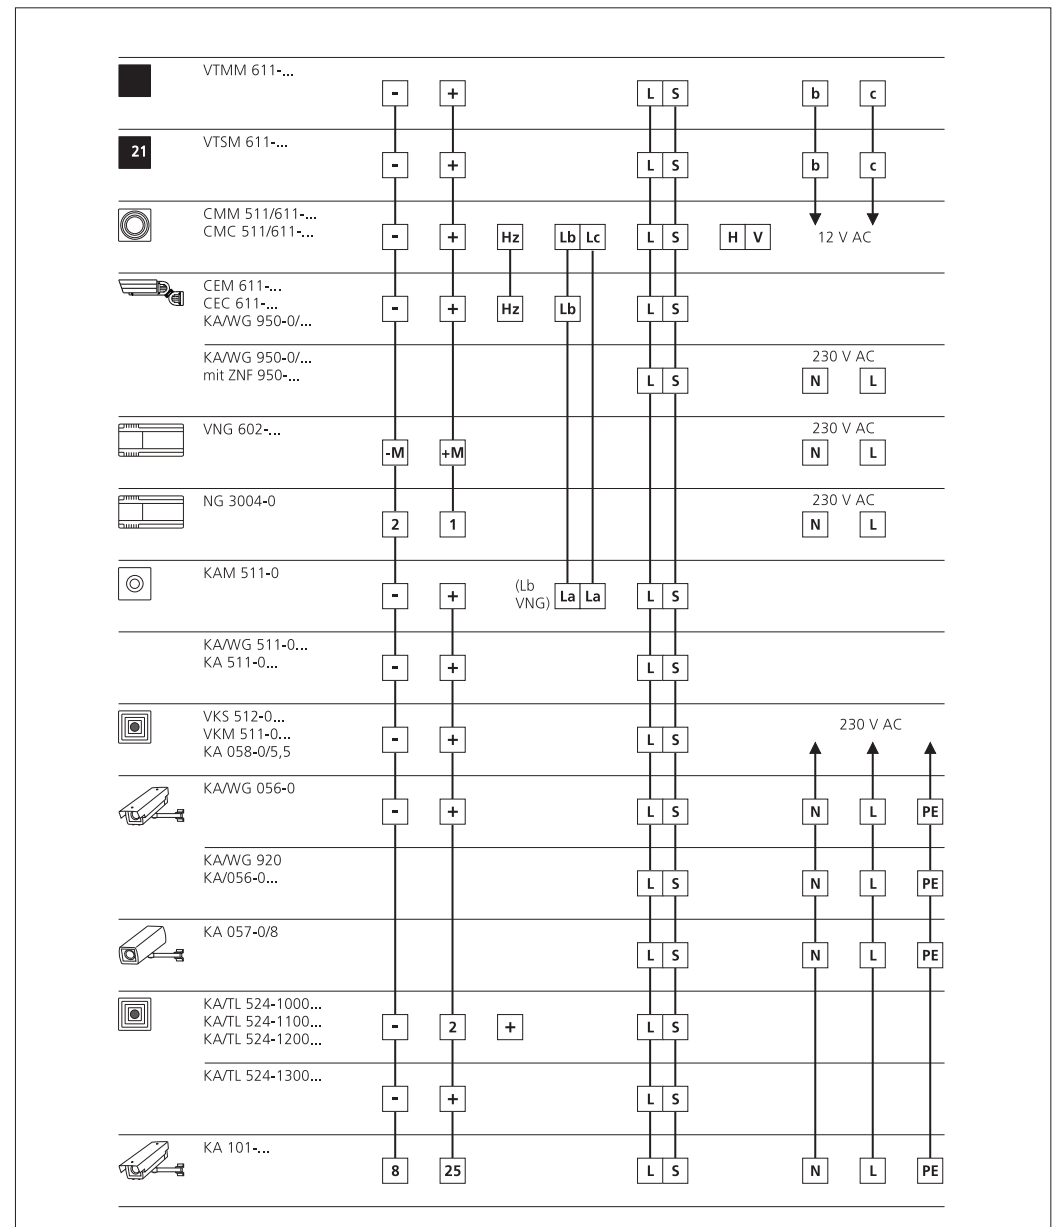 VTMM 611-...
- + L S b c
21 VTSM 611-...
- + L S b c
CMM 511/611-...
CMC 511/611-...
- + Hz Lb Lc L S H V 12 V AC
CEM 611-...
CEC 611-...
KA/WG 950-0/...
- + Hz Lb L S
KA/WG 950-0/... 230 V AC
mit ZNF 950-...
L S N L
VNG 602-... 230 V AC
-M +M N L
NG 3004-0 230 V AC
2 1 N L
KAM 511-0
(Lb
VNG)
- + La La L S
KA/WG 511-0...
KA 511-0...
- + L S
VKS 512-0...
VKM 511-0... 230 V AC
KA 058-0/5,5
- + L S
KA/WG 056-0
- + L S N L PE
KA/WG 920
KA/056-0...
L S N L PE
KA 057-0/8
L S N L PE
KA/TL 524-1000...
KA/TL 524-1100...
KA/TL 524-1200...
- 2 + L S
KA/TL 524-1300...
- + L S
KA 101-...
8 25 L S N L PE